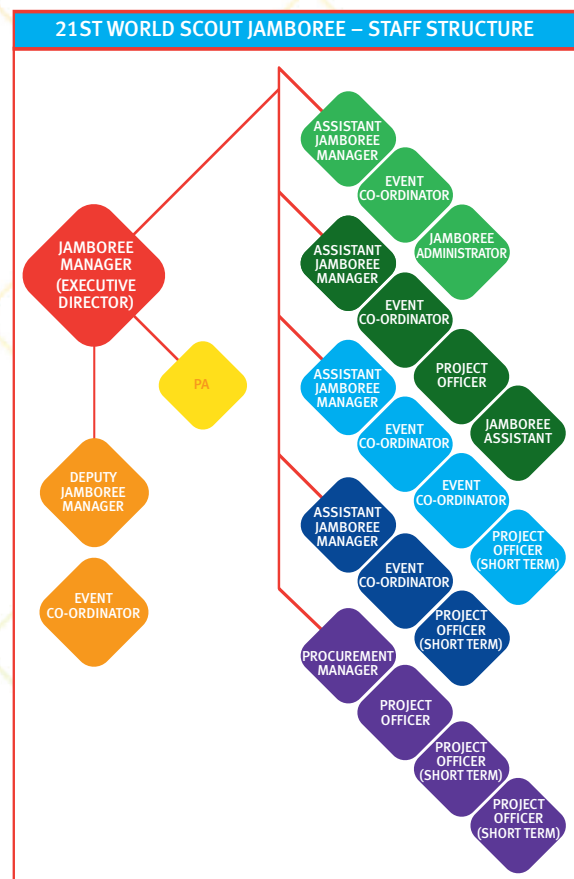 21ST WORLD SCOUT JAMBOREE – STAFF STRUCTURE
JAMBOREE
MANAGER
(EXECUTIVE
DIRECTOR)
PA
DEPUTY
JAMBOREE
MANAGER
EVENT
CO-ORDINATOR
ASSISTANT
JAMBOREE
MANAGER
EVENT
CO-ORDINATOR
JAMBOREE
ADMINISTRATOR
ASSISTANT
JAMBOREE
MANAGER
EVENT
CO-ORDINATOR
PROJECT
OFFICER
JAMBOREE
ASSISTANT
ASSISTANT
JAMBOREE
MANAGER
EVENT
CO-ORDINATOR
EVENT
CO-ORDINATOR
PROJECT
OFFICER
(SHORT TERM)
ASSISTANT
JAMBOREE
MANAGER
EVENT
CO-ORDINATOR
PROJECT
OFFICER
(SHORT TERM)
PROCUREMENT
MANAGER
PROJECT
OFFICER
PROJECT
OFFICER
(SHORT TERM)
PROJECT
OFFICER
(SHORT TERM)